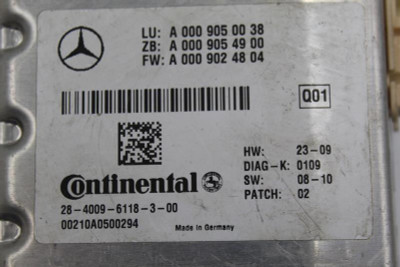 LU: A 000 905 00 38
ZB: A 000 905 49 00
FW: A 000 902 48 04
Q01
HW: 23-09
DIAG-K: 0109
SW: 08-10
PATCH: 02
Continental
28-4009-6118-3-00
00210A0500294
Made in Germany